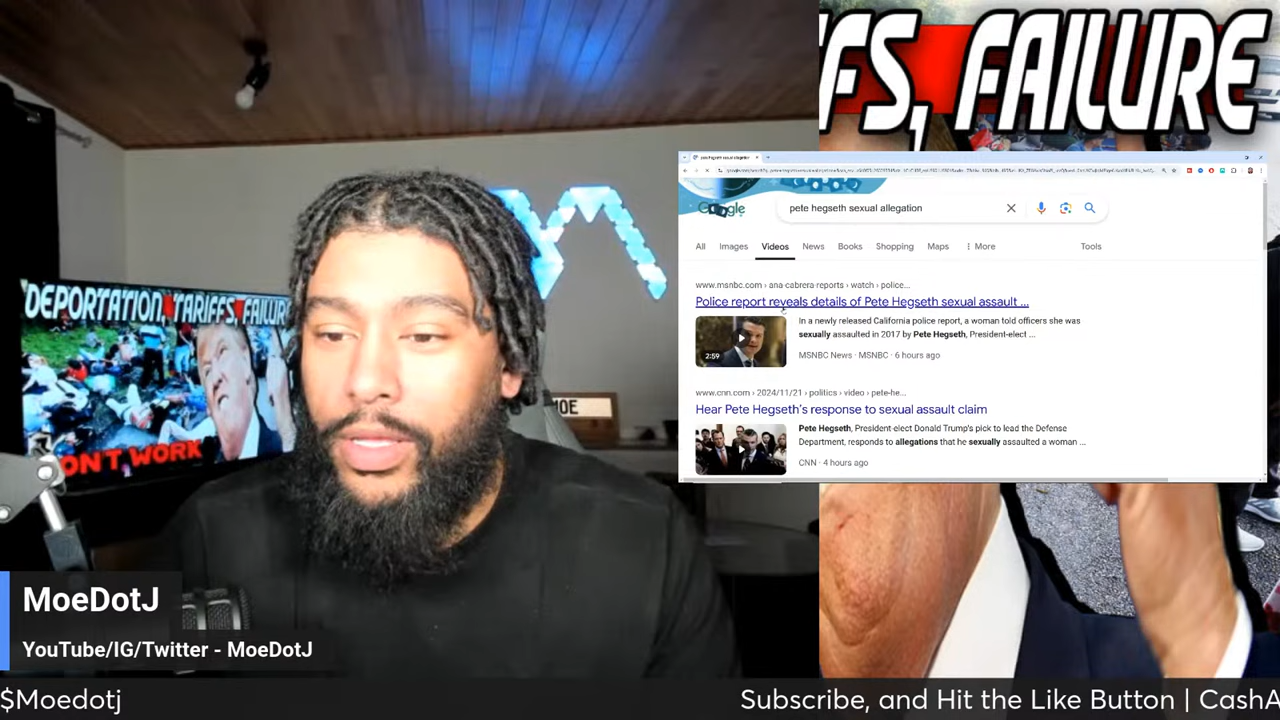 FS, FAILURE
pete hegseth sexual allegation
Google
pete hegseth sexual allegation
All Images Videos News Books Shopping Maps More Tools
www.msnbc.com › ana-cabrera-reports › watch › police...
Police report reveals details of Pete Hegseth sexual assault ...
In a newly released California police report, a woman told officers she was
sexually assaulted in 2017 by Pete Hegseth, President-elect ...
2:59
MSNBC News · MSNBC · 6 hours ago
www.cnn.com › 2024/11/21 › politics › video › pete-he...
Hear Pete Hegseth's response to sexual assault claim
Pete Hegseth, President-elect Donald Trump's pick to lead the Defense
Department, responds to allegations that he sexually assaulted a woman ...
CNN · 4 hours ago
DEPORTATION, TARIFFS, FAILUR
ON'T WORK
MOE
MoeDotJ
YouTube/IG/Twitter - MoeDotJ
$Moedotj
Subscribe, and Hit the Like Button | CashA